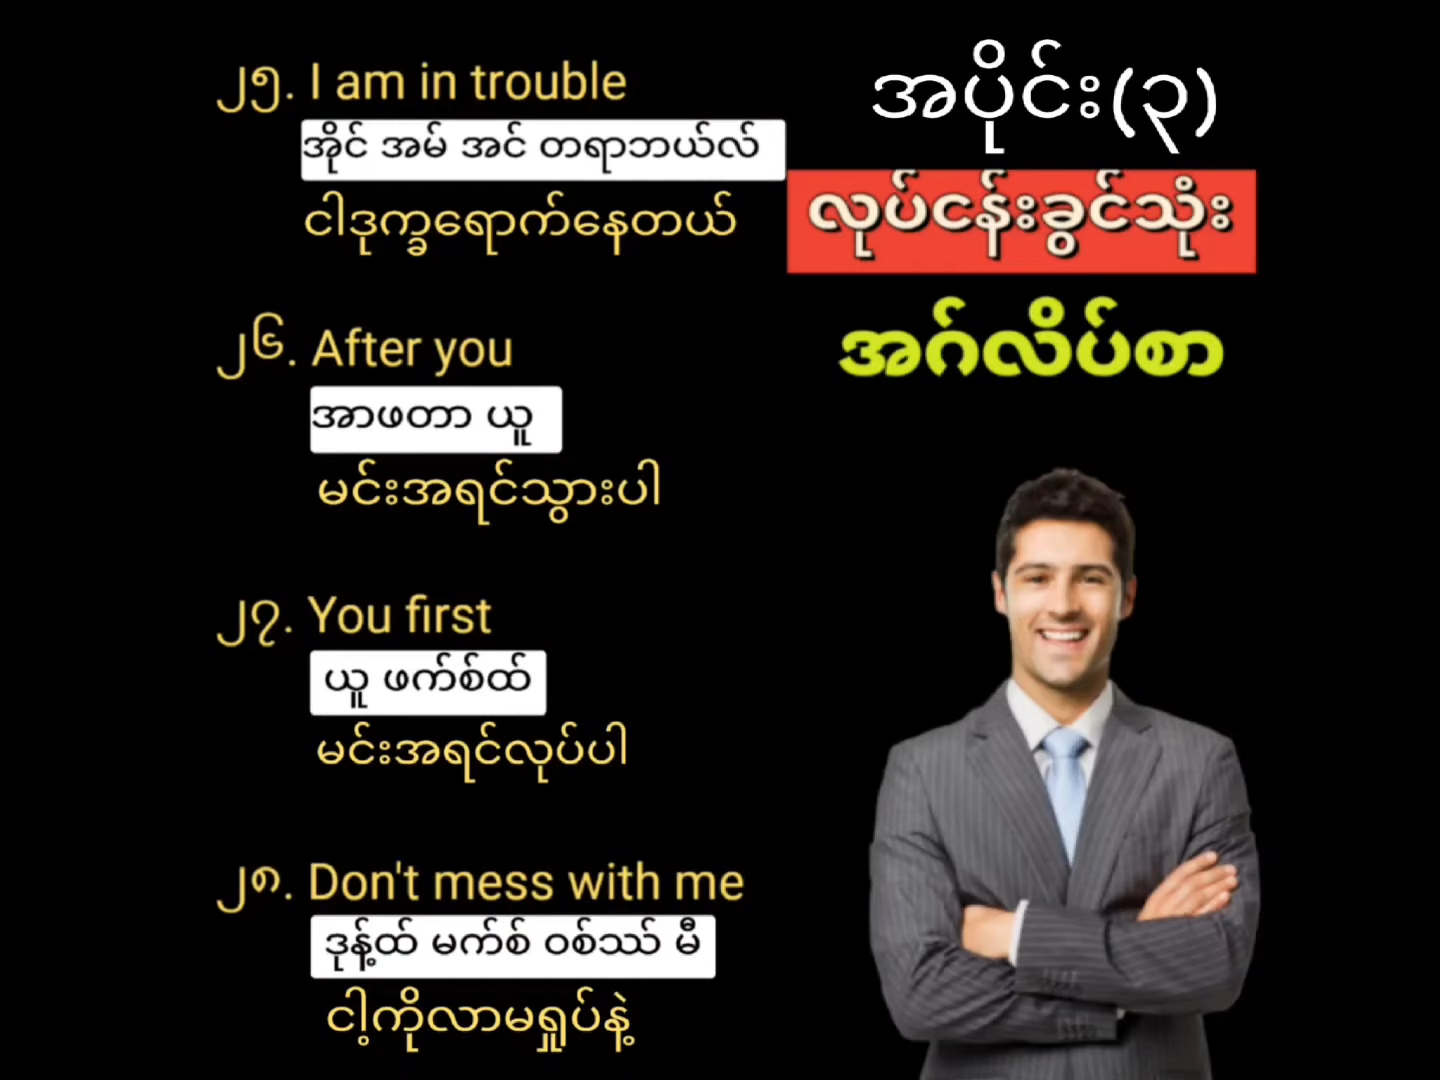 ၂၅. I am in trouble
အိုင် အမ် အင် တရာဘယ်လ်
ငါဒုက္ခရောက်နေတယ်
၂၆. After you
အာဖတာ ယူ
မင်းအရင်သွားပါ
၂၇. You first
ယူ ဖက်စ်ထ်
မင်းအရင်လုပ်ပါ
၂၈. Don't mess with me
ဒုန့်ထ် မက်စ် ဝစ်ဿ် မီ
ငါ့ကိုလာမရှုပ်နဲ့
အပိုင်း(၃)
လုပ်ငန်းခွင်သုံး
အင်္ဂလိပ်စာ